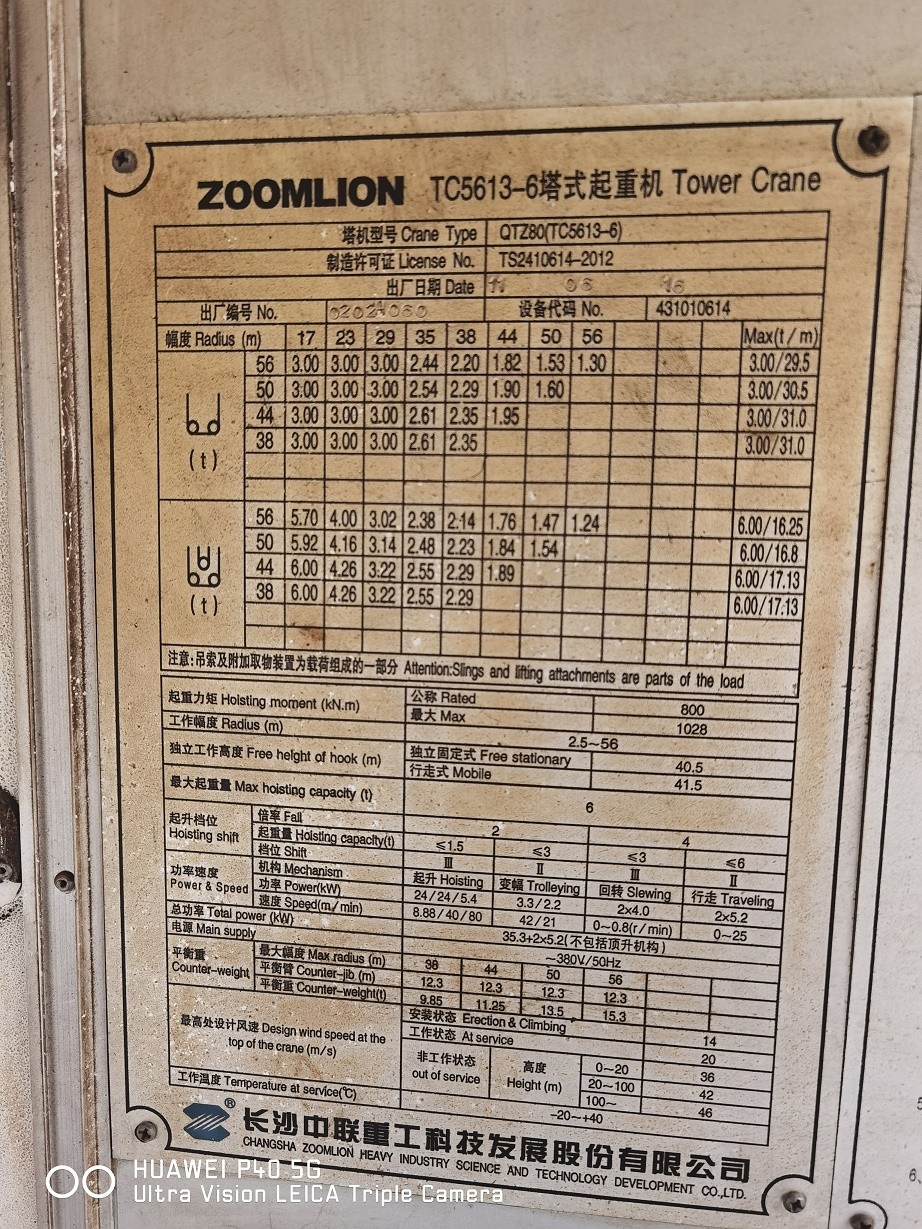 ZOOMLION TC5613-6塔式起重机 Tower Crane
塔机型号 Crane Type QTZ80(TC5613-6)
制造许可证 License No. TS2410614-2012
出厂日期 Date 11 06 16
出厂编号 No. 设备代码 No. 431010614
幅度 Radius (m) 17 23 29 35 38 44 50 56 Max(t/m)
56 3.00 3.00 3.00 2.44 2.20 1.82 1.53 1.30 3.00/29.5
50 3.00 3.00 3.00 2.54 2.29 1.90 1.60 3.00/30.5
44 3.00 3.00 3.00 2.61 2.35 1.95 3.00/31.0
38 3.00 3.00 3.00 2.61 2.35 3.00/31.0
(t)
56 5.70 4.00 3.02 2.38 2.14 1.76 1.47 1.24 6.00/16.25
50 5.92 4.16 3.14 2.48 2.23 1.84 1.54 6.00/16.8
44 6.00 4.26 3.22 2.55 2.29 1.89 6.00/17.13
38 6.00 4.26 3.22 2.55 2.29 6.00/17.13
(t)
注意:吊索及附加取物装置为载荷组成的一部分 Attention:Slings and lifting attachments are parts of the load
起重力矩 Hoisting moment (kN.m) 公称 Rated 800
最大 Max 1028
工作幅度 Radius (m) 2.5~56
独立工作高度 Free height of hook (m) 独立固定式 Free stationary 40.5
行走式 Mobile 41.5
最大起重量 Max hoisting capacity (t) 6
起升档位 Hoisting shift 倍率 Fall 2 4
起重量 Hoisting capacity(t) ≤1.5 ≤3 ≤3 ≤6
档位 Shift Ⅲ Ⅱ Ⅲ Ⅱ
功率速度 Power & Speed 机构 Mechanism 起升 Hoisting 变幅 Trolleying 回转 Slewing 行走 Traveling
功率 Power(kW) 24/24/5.4 3.3/2.2 2×4.0 2×5.2
速度 Speed(m/min) 8.88/40/80 42/21 0~0.8(r/min) 0~25
总功率 Total power (kW) 35.3+2×5.2(不包括顶升机构)
电源 Main supply ~380V/50Hz
平衡重 Counter-weight 最大幅度 Max.radius (m) 38 44 50 56
平衡臂 Counter-jib (m) 12.3 12.3 12.3 12.3
平衡重 Counter-weight(t) 9.85 11.25 13.5 15.3
最高处设计风速 Design wind speed at the top of the crane (m/s) 安装状态 Erection & Climbing 14
工作状态 At service 20
非工作状态 out of service 高度 Height (m) 0~20 36
20~100 42
100~ 46
工作温度 Temperature at service(℃) -20~+40
® 长沙中联重工科技发展股份有限公司
CHANGSHA ZOOMLION HEAVY INDUSTRY SCIENCE AND TECHNOLOGY DEVELOPMENT CO.,LTD.
HUAWEI P40 5G
Ultra Vision LEICA Triple Camera